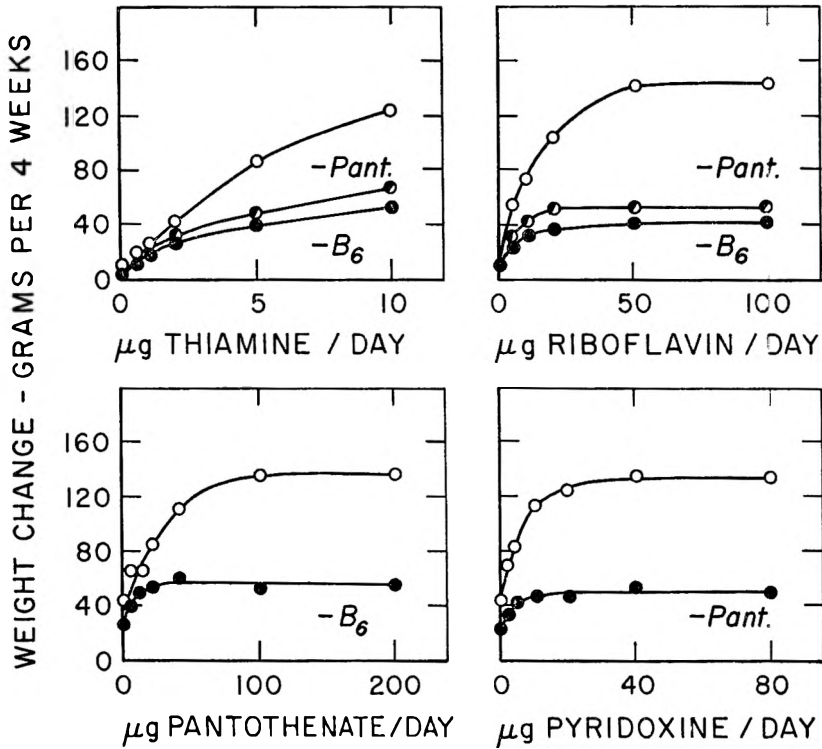 WEIGHT CHANGE - GRAMS PER 4 WEEKS
160
120
80
40
0
-Pant.
-B6
0 5 10
μg THIAMINE / DAY
-Pant.
-B6
0 50 100
μg RIBOFLAVIN / DAY
160
120
80
40
0
-B6
0 100 200
μg PANTOTHENATE/DAY
-Pant.
0 40 80
μg PYRIDOXINE / DAY